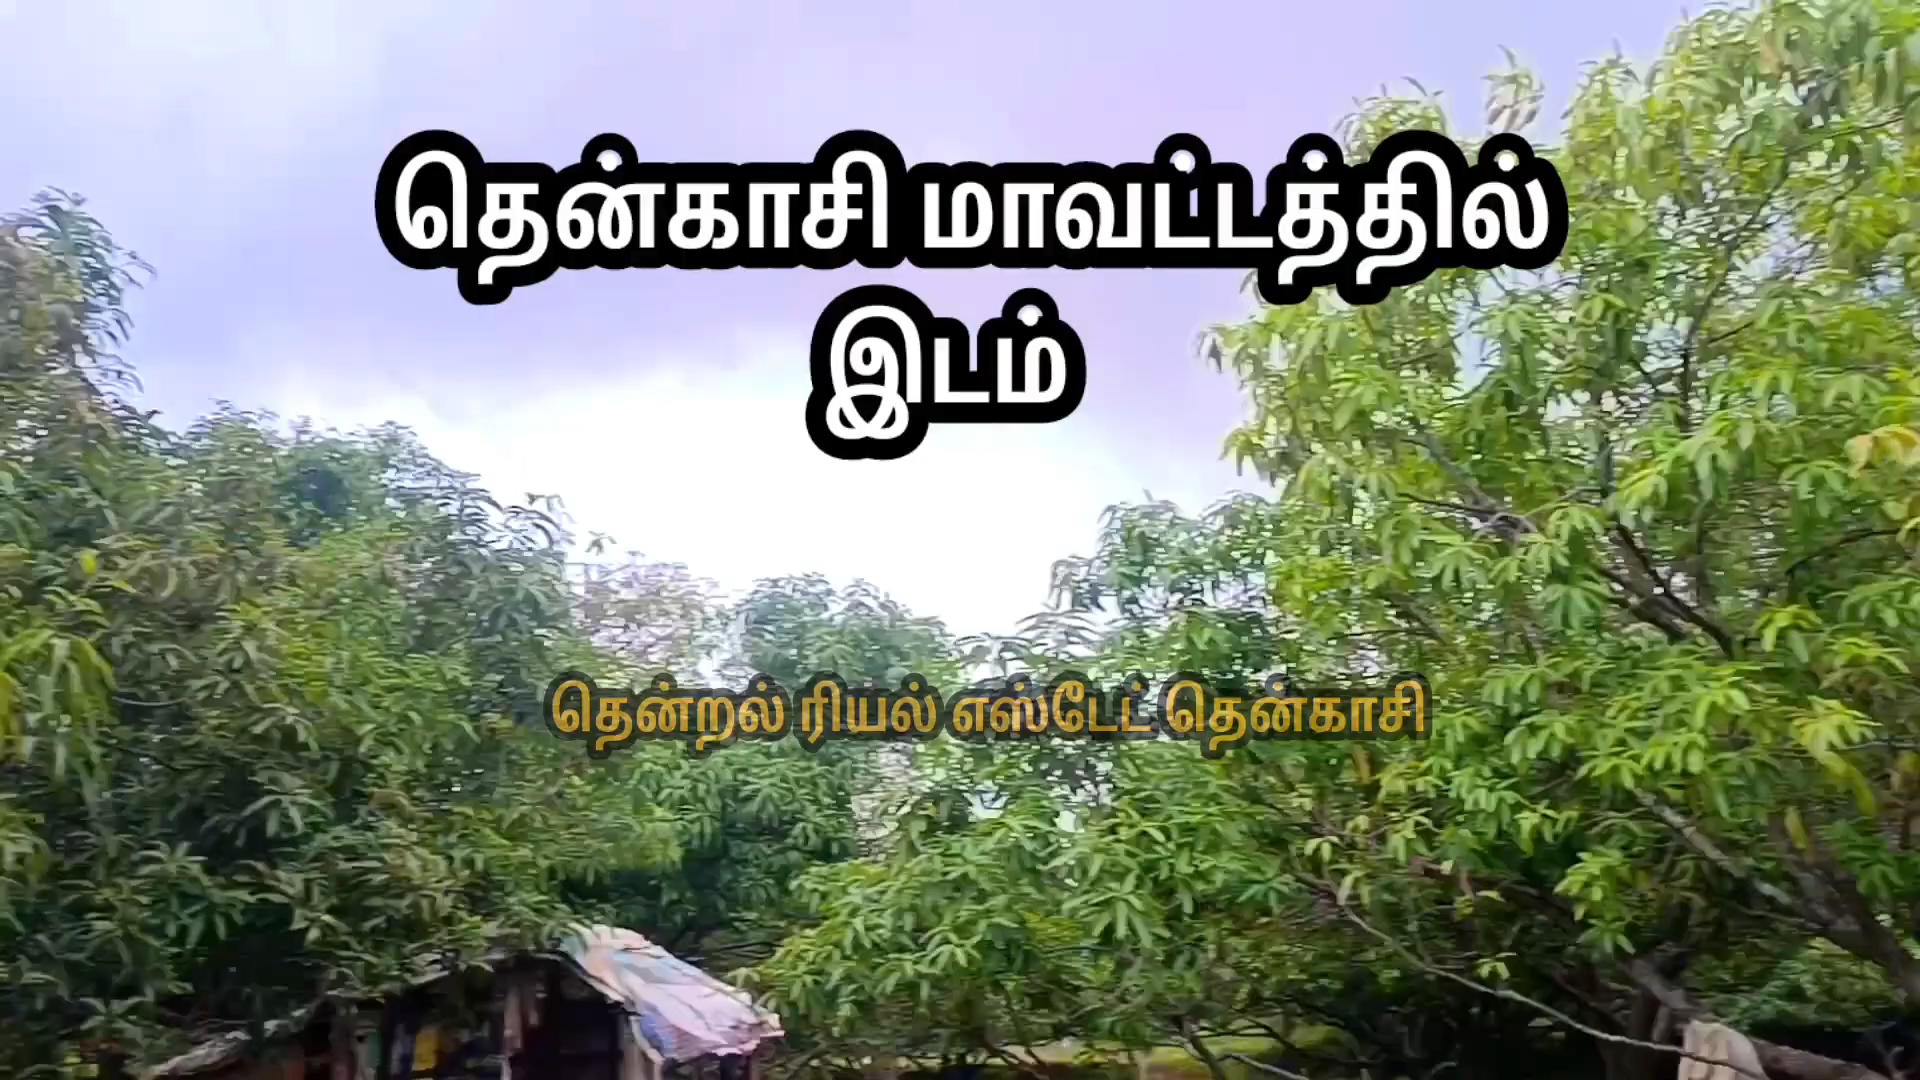 தென்காசி மாவட்டத்தில்
இடம்
தென்றல் ரியல் எஸ்டேட் தென்காசி